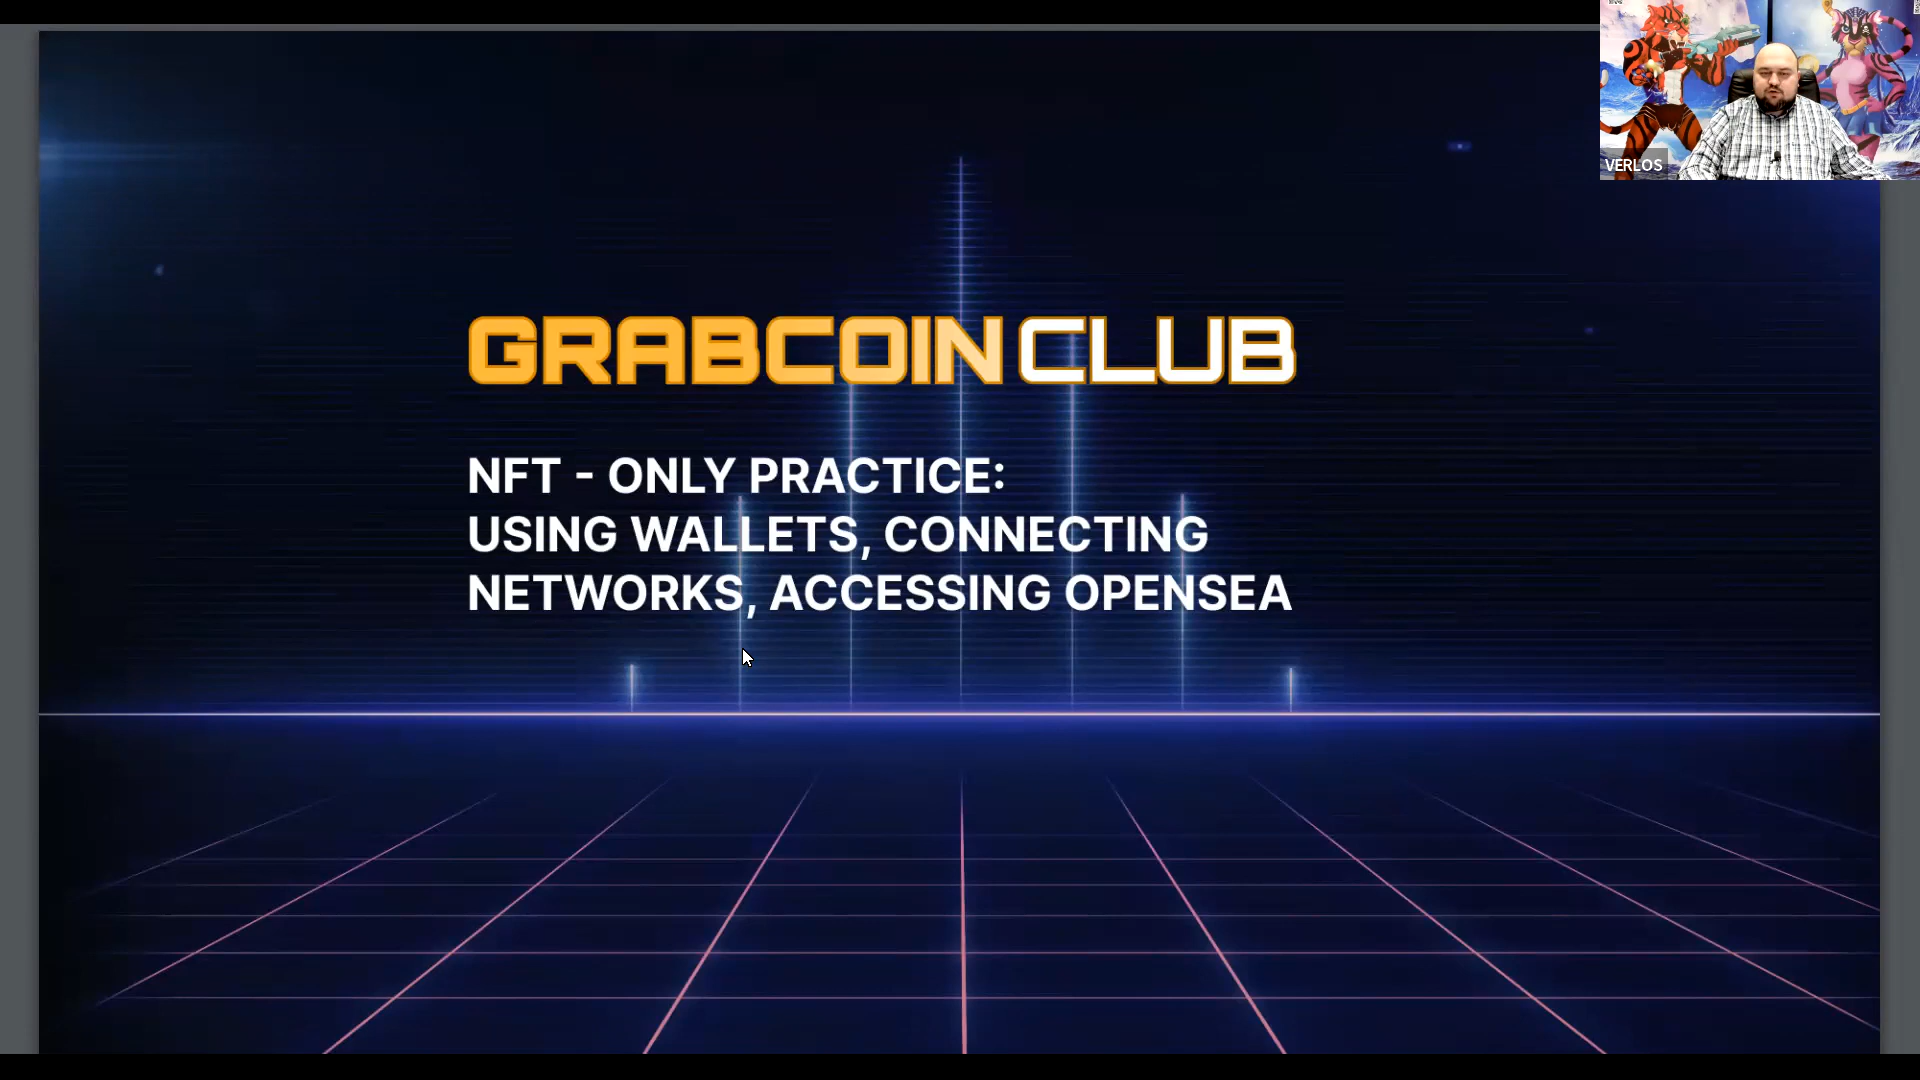 GRABCOIN CLUB
NFT - ONLY PRACTICE:
USING WALLETS, CONNECTING
NETWORKS, ACCESSING OPENSEA
VERLOS